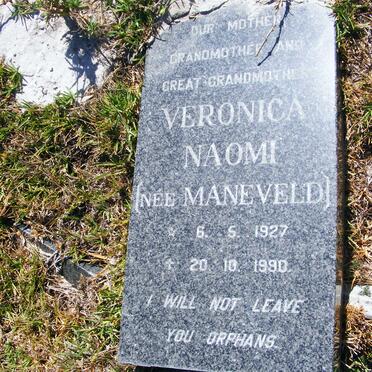 OUR MOTHER
GRANDMOTHER AND
GREAT-GRANDMOTHER
VERONICA
NAOMI
[NÉE MANEVELD]
* 6. 5. 1927
† 20. 10. 1990.
I WILL NOT LEAVE
YOU ORPHANS.